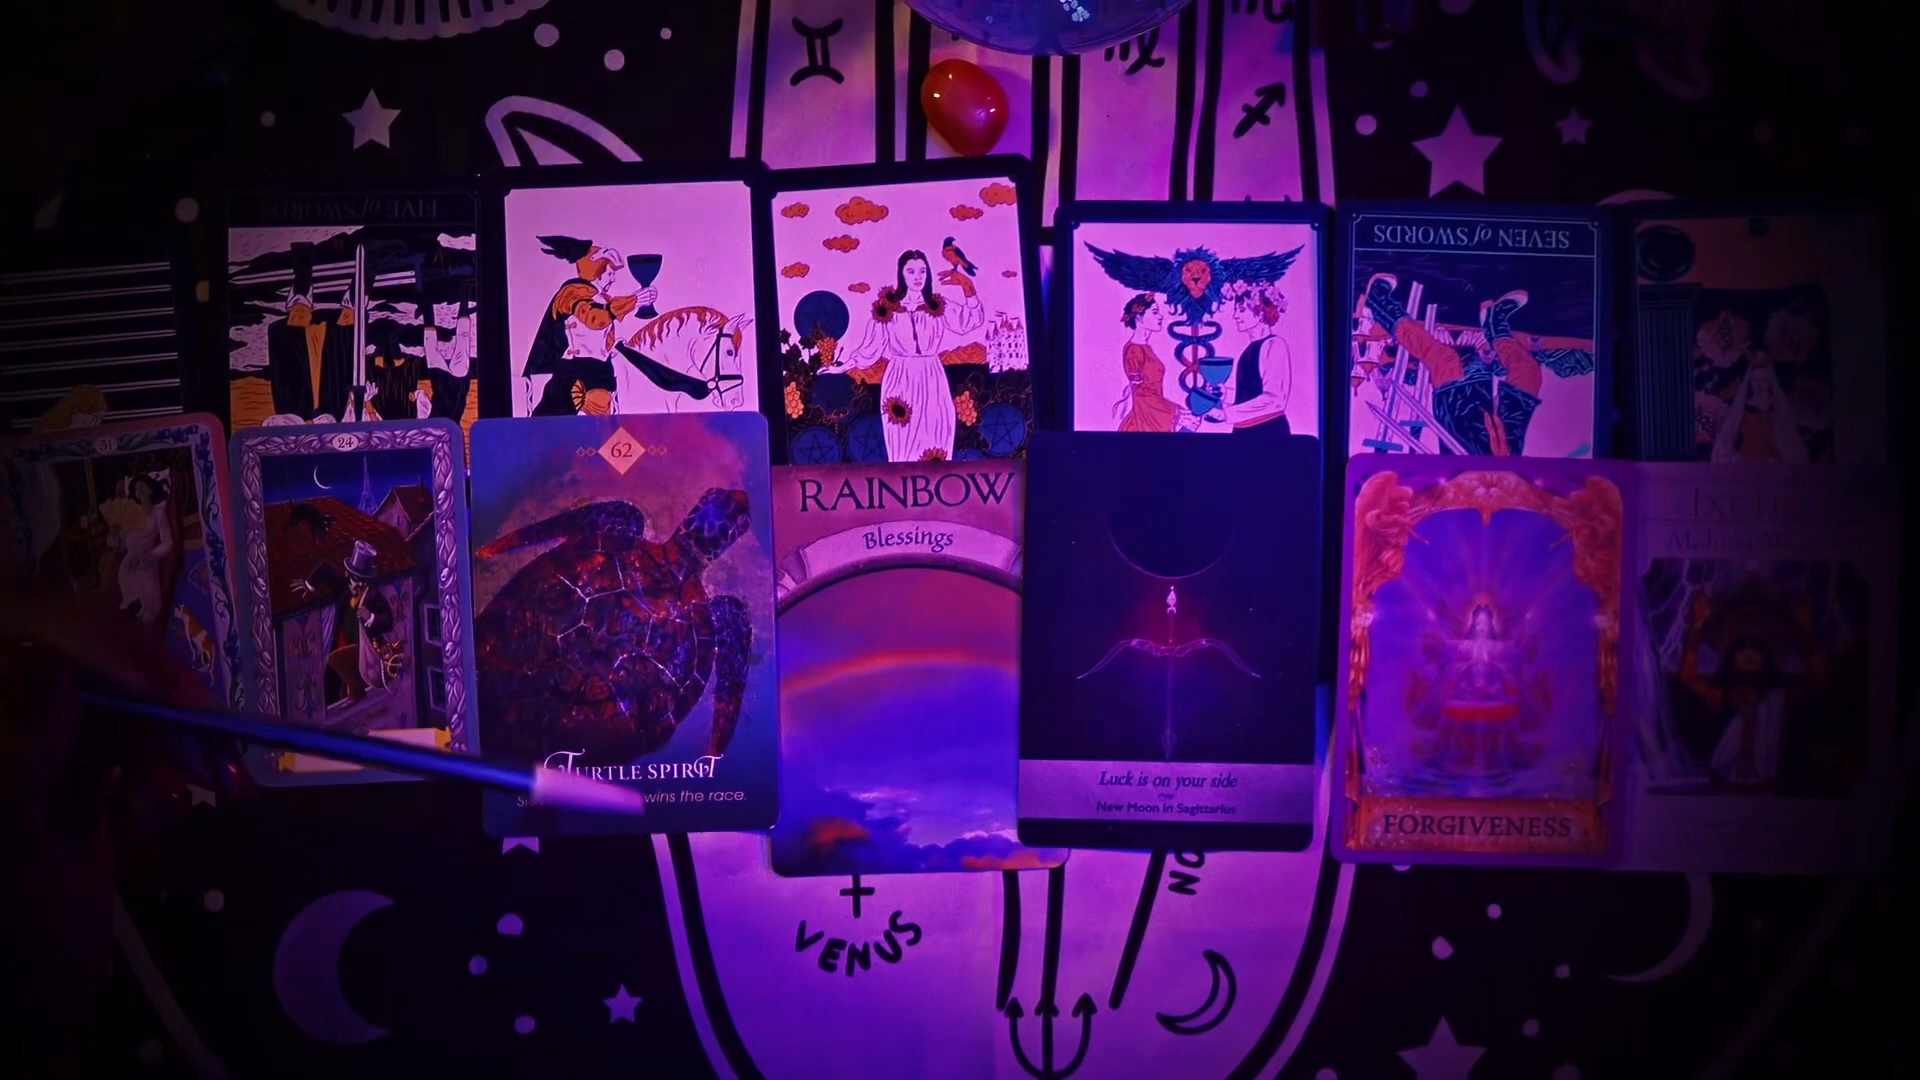 FIVE of SWORDS
SEVEN of SWORDS
31
24
62
RAINBOW
Blessings
TURTLE SPIRIT
wins the race.
Luck is on your side
New Moon in Sagittarius
FORGIVENESS
VENUS